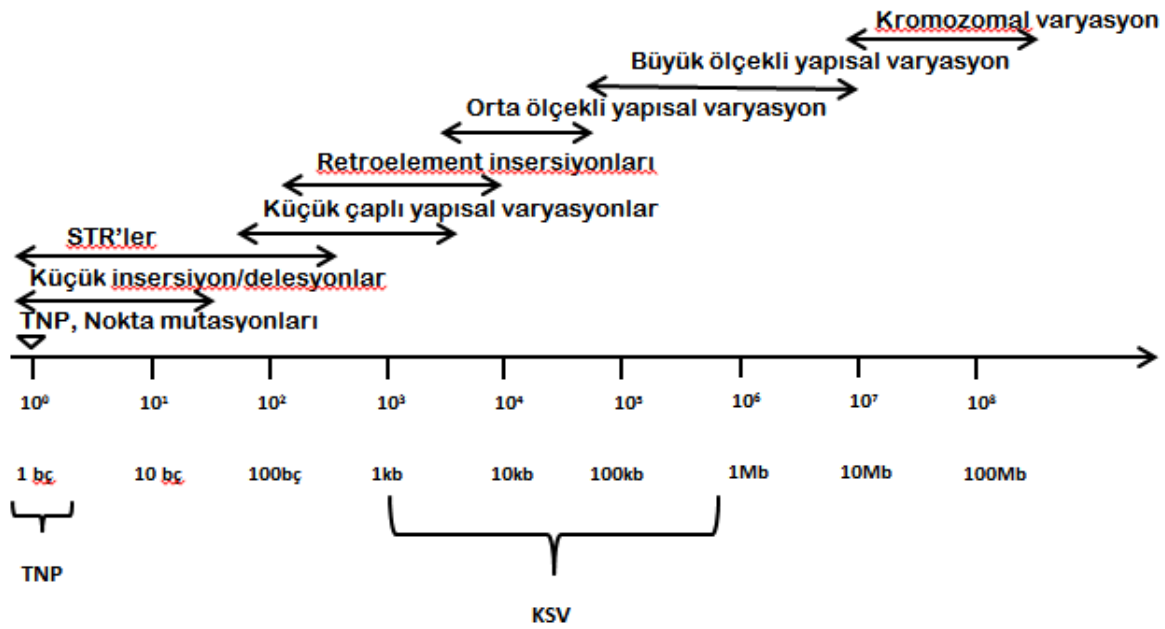 Kromozomal varyasyon
Büyük ölçekli yapısal varyasyon
Orta ölçekli yapısal varyasyon
Retroelement insersiyonları
Küçük çaplı yapısal varyasyonlar
STR'ler
Küçük insersiyon/delesyonlar
TNP, Nokta mutasyonları
10⁰ 10¹ 10² 10³ 10⁴ 10⁵ 10⁶ 10⁷ 10⁸
1 bç 10 bç 100bç 1kb 10kb 100kb 1Mb 10Mb 100Mb
TNP
KSV